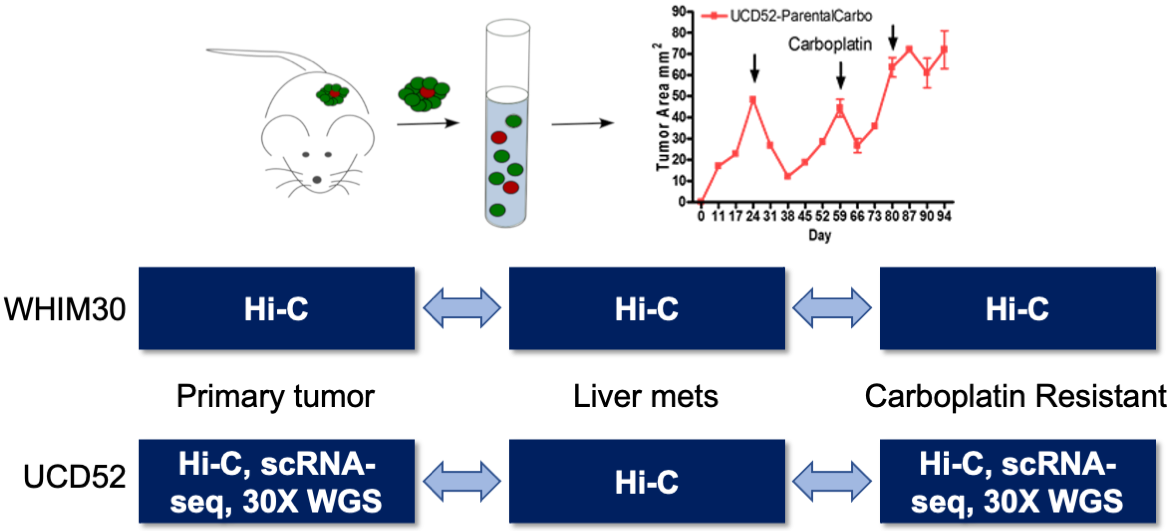 90
80
70
60
50
40
30
20
10
0
Tumor Area mm²
UCD52-ParentalCarbo
Carboplatin
0 11 17 24 31 38 45 52 59 66 73 80 87 90 94
Day
WHIM30
Hi-C
Hi-C
Hi-C
Primary tumor
Liver mets
Carboplatin Resistant
UCD52
Hi-C, scRNA-
seq, 30X WGS
Hi-C
Hi-C, scRNA-
seq, 30X WGS